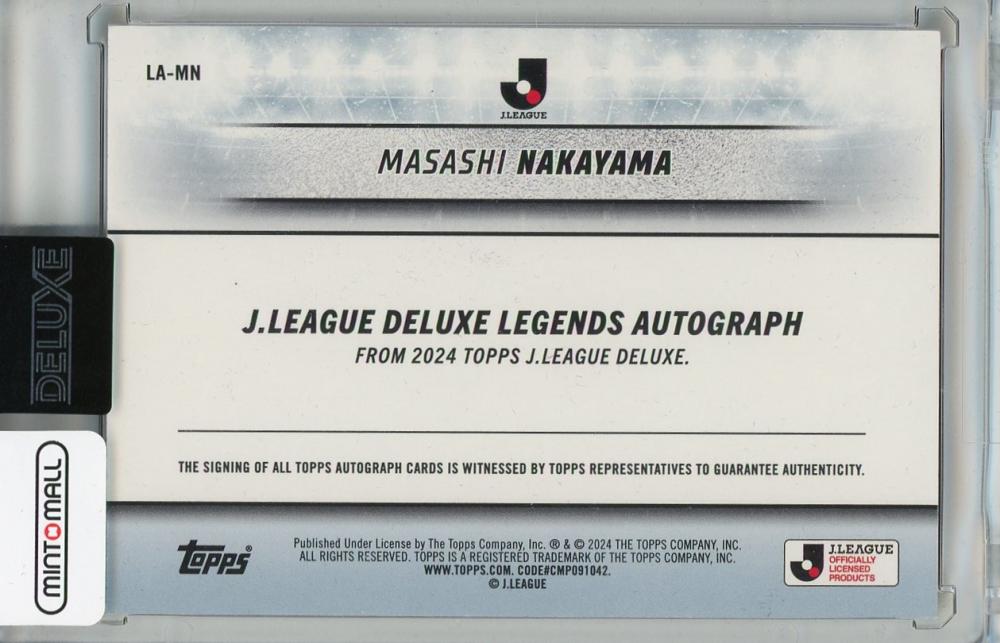 LA-MN
J.LEAGUE
MASASHI NAKAYAMA
DELUXE
J.LEAGUE DELUXE LEGENDS AUTOGRAPH
FROM 2024 TOPPS J.LEAGUE DELUXE.
THE SIGNING OF ALL TOPPS AUTOGRAPH CARDS IS WITNESSED BY TOPPS REPRESENTATIVES TO GUARANTEE AUTHENTICITY.
MINTOMALL
Topps®
Published Under License by The Topps Company, Inc. ® & © 2024 THE TOPPS COMPANY, INC.
ALL RIGHTS RESERVED. TOPPS IS A REGISTERED TRADEMARK OF THE TOPPS COMPANY, INC.
WWW.TOPPS.COM. CODE#CMP091042.
© J.LEAGUE
J.LEAGUE
OFFICIALLY
LICENSED
PRODUCTS